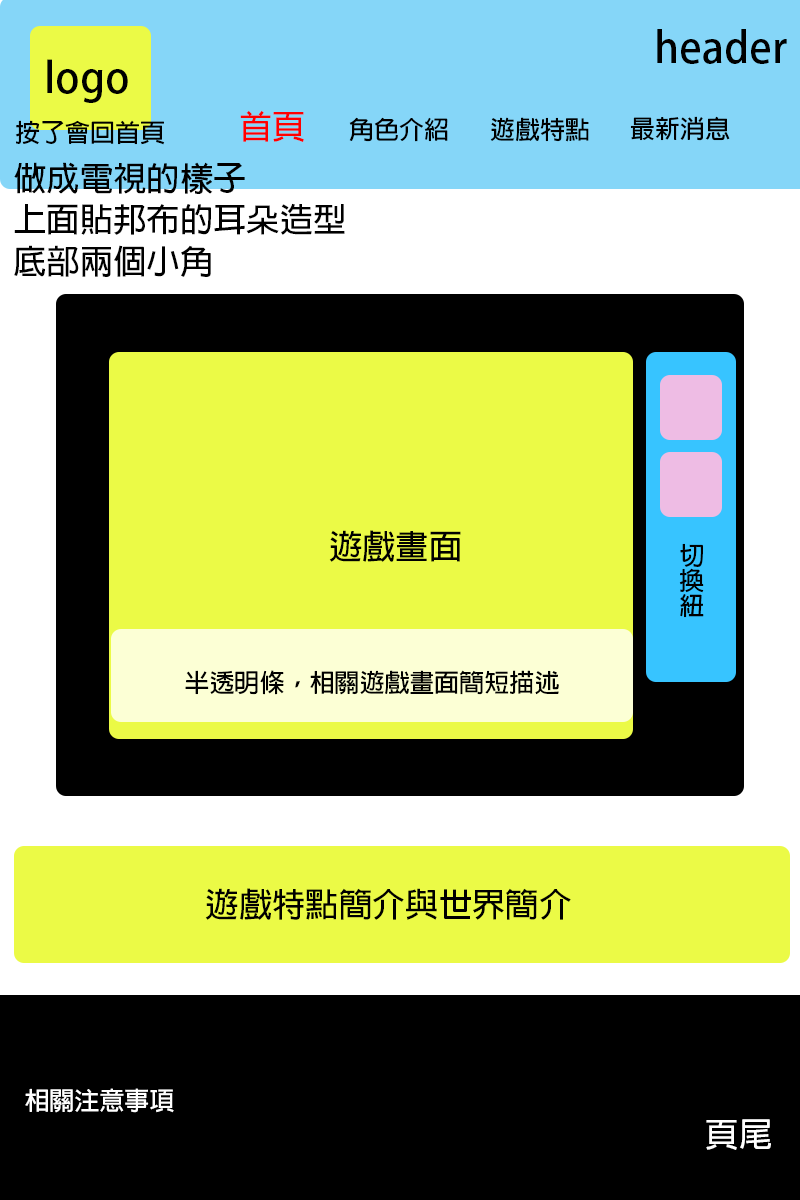 header
logo
按了會回首頁
首頁
角色介紹
遊戲特點
最新消息
做成電視的樣子
上面貼邦布的耳朵造型
底部兩個小角
遊戲畫面
切換紐
半透明條，相關遊戲畫面簡短描述
遊戲特點簡介與世界簡介
相關注意事項
頁尾